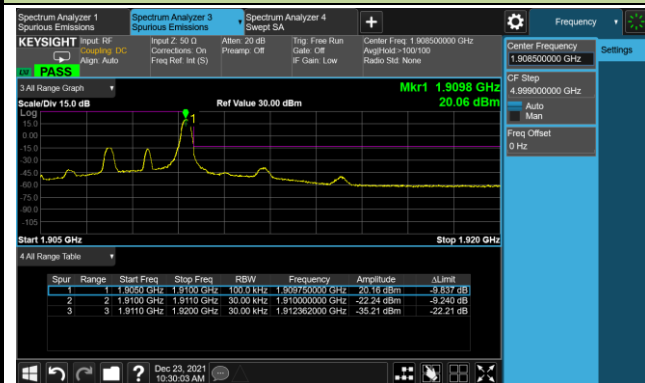 Spectrum Analyzer 1
Spurious Emissions
Spectrum Analyzer 3
Spurious Emissions
Spectrum Analyzer 4
Swept SA
Frequency
KEYSIGHT
Input: RF
Coupling: DC
Align: Auto
Input Z: 50 Ω
Corrections: On
Freq Ref: Int (S)
Atten: 20 dB
Preamp: Off
Trig: Free Run
Gate: Off
IF Gain: Low
Center Freq: 1.908500000 GHz
Avg|Hold:>100/100
Radio Std: None
PASS
Center Frequency
1.908500000 GHz
Settings
CF Step
4.999000000 GHz
Auto
Man
Freq Offset
0 Hz
3 All Range Graph
Mkr1 1.9098 GHz
Scale/Div 15.0 dB
Ref Value 30.00 dBm
20.06 dBm
Log
15.0
0.00
-15.0
-30.0
-45.0
-60.0
-75.0
-90.0
-105
1
Start 1.905 GHz
Stop 1.920 GHz
4 All Range Table
Spur Range Start Freq Stop Freq RBW Frequency Amplitude ΔLimit
1 1 1.9050 GHz 1.9100 GHz 100.0 kHz 1.909750000 GHz 20.16 dBm -9.837 dB
2 2 1.9100 GHz 1.9110 GHz 30.00 kHz 1.910000000 GHz -22.24 dBm -9.240 dB
3 3 1.9110 GHz 1.9200 GHz 30.00 kHz 1.912362000 GHz -35.21 dBm -22.21 dB
?
Dec 23, 2021
10:30:03 AM